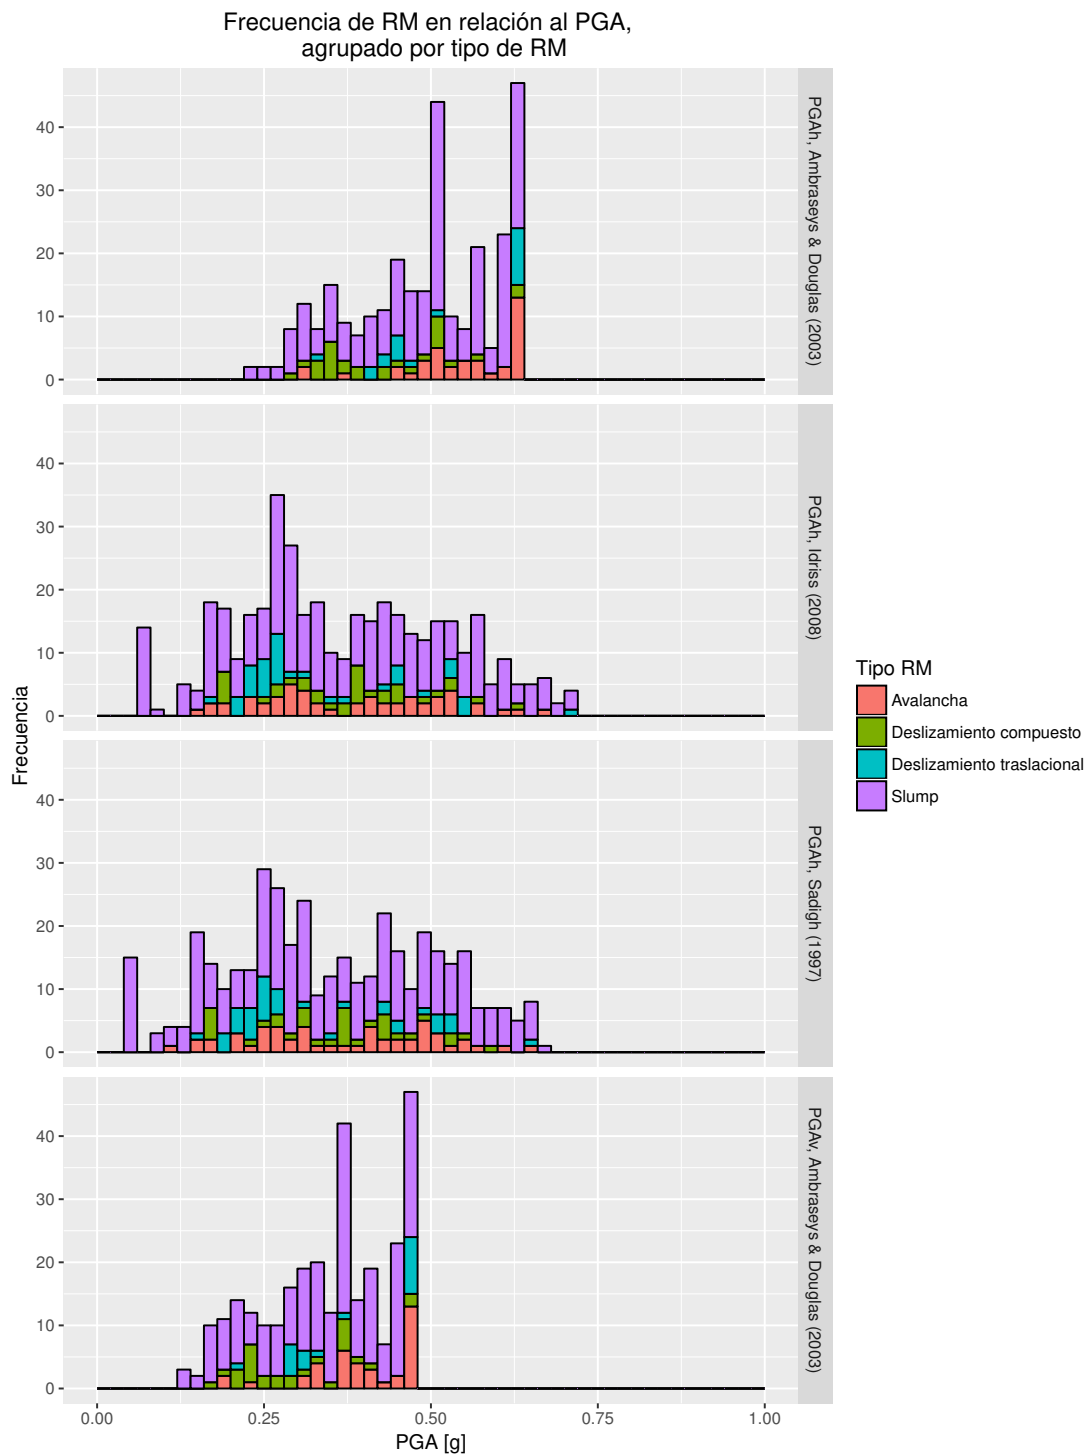 Frecuencia de RM en relación al PGA,
agrupado por tipo de RM
Frecuencia
40
30
20
10
0
PGAh, Ambraseys & Douglas (2003)
40
30
20
10
0
PGAh, Idriss (2008)
40
30
20
10
0
PGAh, Sadigh (1997)
40
30
20
10
0
PGAv, Ambraseys & Douglas (2003)
0.00
0.25
0.50
0.75
1.00
PGA [g]
Tipo RM
Avalancha
Deslizamiento compuesto
Deslizamiento traslacional
Slump